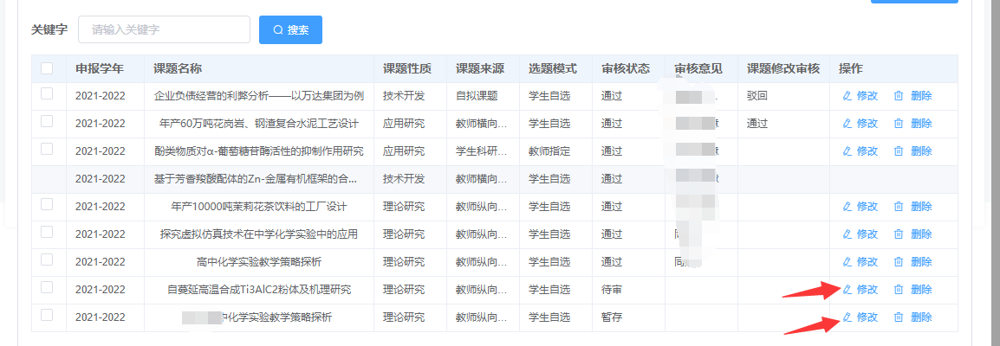 关键字 请输入关键字 搜索
申报学年 课题名称 课题性质 课题来源 选题模式 审核状态 审核意见 课题修改审核 操作
2021-2022 企业负债经营的利弊分析——以万达集团为例 技术开发 自拟课题 学生自选 通过 驳回 修改 删除
2021-2022 年产60万吨花岗岩、钢渣复合水泥工艺设计 应用研究 教师横向... 学生自选 通过 通过 修改 删除
2021-2022 酚类物质对α-葡萄糖苷酶活性的抑制作用研究 应用研究 学生科研... 教师指定 通过 修改 删除
2021-2022 基于芳香羧酸配体的Zn-金属有机框架的合... 技术开发 教师横向... 学生自选 通过
2021-2022 年产10000吨茉莉花茶饮料的工厂设计 理论研究 教师纵向... 学生自选 通过 修改 删除
2021-2022 探究虚拟仿真技术在中学化学实验中的应用 理论研究 教师纵向... 学生自选 通过 修改 删除
2021-2022 高中化学实验教学策略探析 理论研究 教师纵向... 学生自选 通过 修改 删除
2021-2022 自蔓延高温合成Ti3AlC2粉体及机理研究 理论研究 教师纵向... 学生自选 待审 修改 删除
2021-2022 化学实验教学策略探析 理论研究 教师纵向... 学生自选 暂存 修改 删除